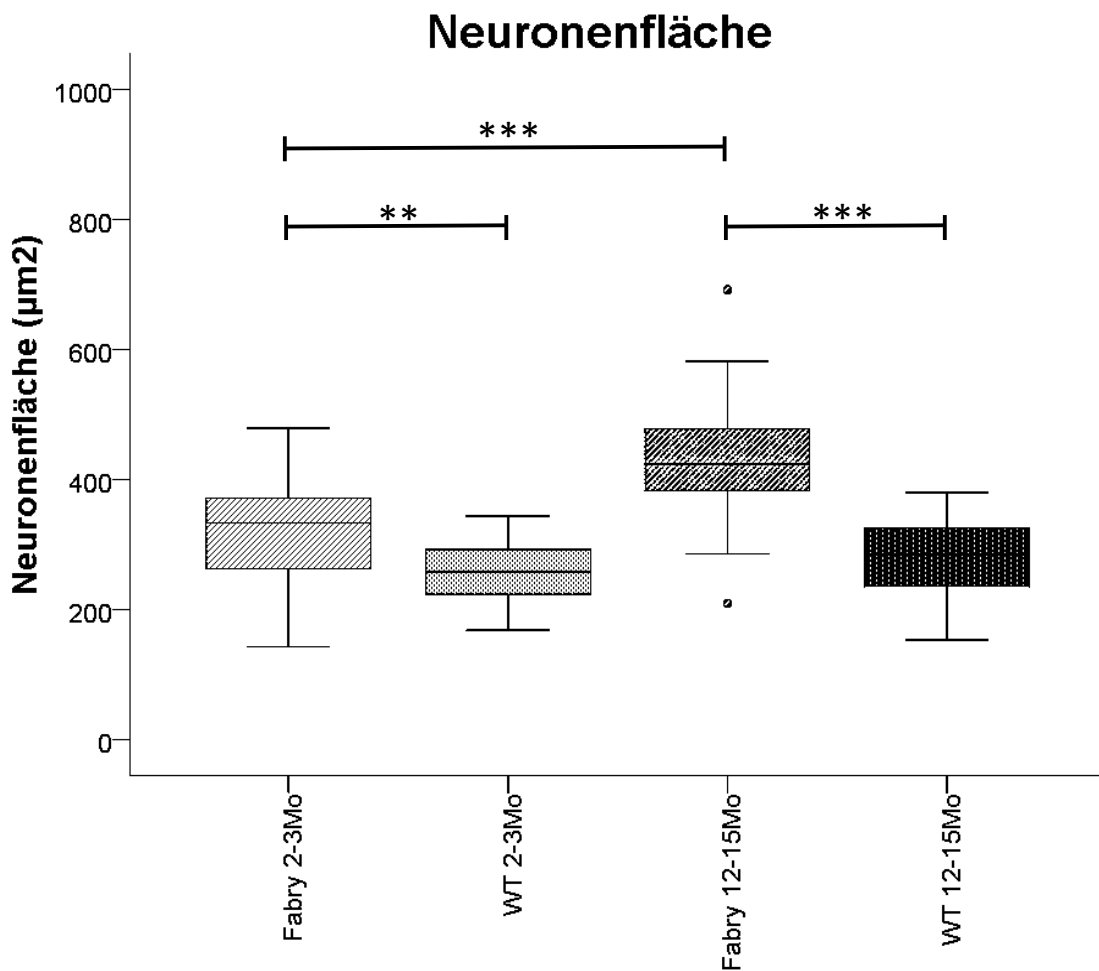 Neuronenfläche
Neuronenfläche (µm2)
1000
800
600
400
200
0
***
**
***
Fabry 2-3Mo
WT 2-3Mo
Fabry 12-15Mo
WT 12-15Mo